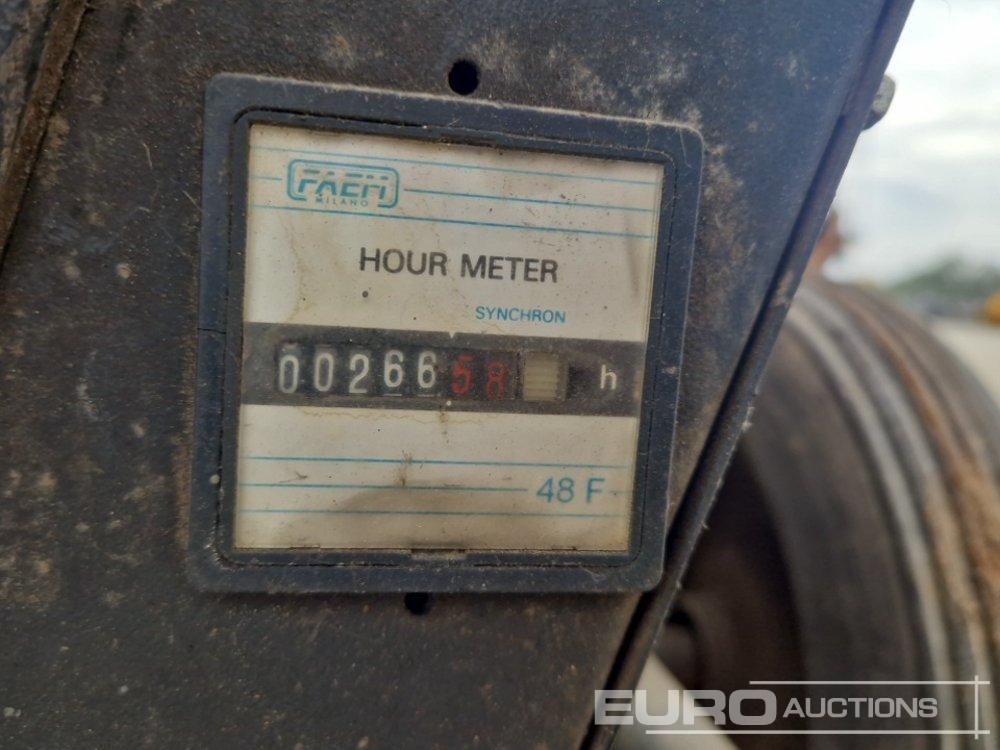 FAEM
MILANO
HOUR METER
SYNCHRON
0026658 h
48 F
EURO AUCTIONS